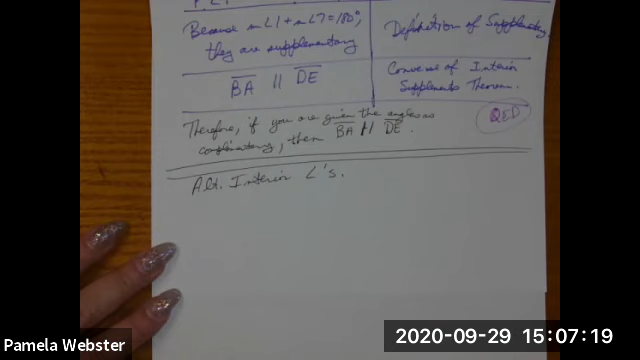 Because m∠1 + m∠7 = 180°,
they are supplementary
Definition of Supplementary
BA || DE
Converse of Interior
Supplements Theorem.
Therefore, if you are given the angles as
, then BA || DE.
QED
Alt. Interior ∠'s.
Pamela Webster
2020-09-29 15:07:19